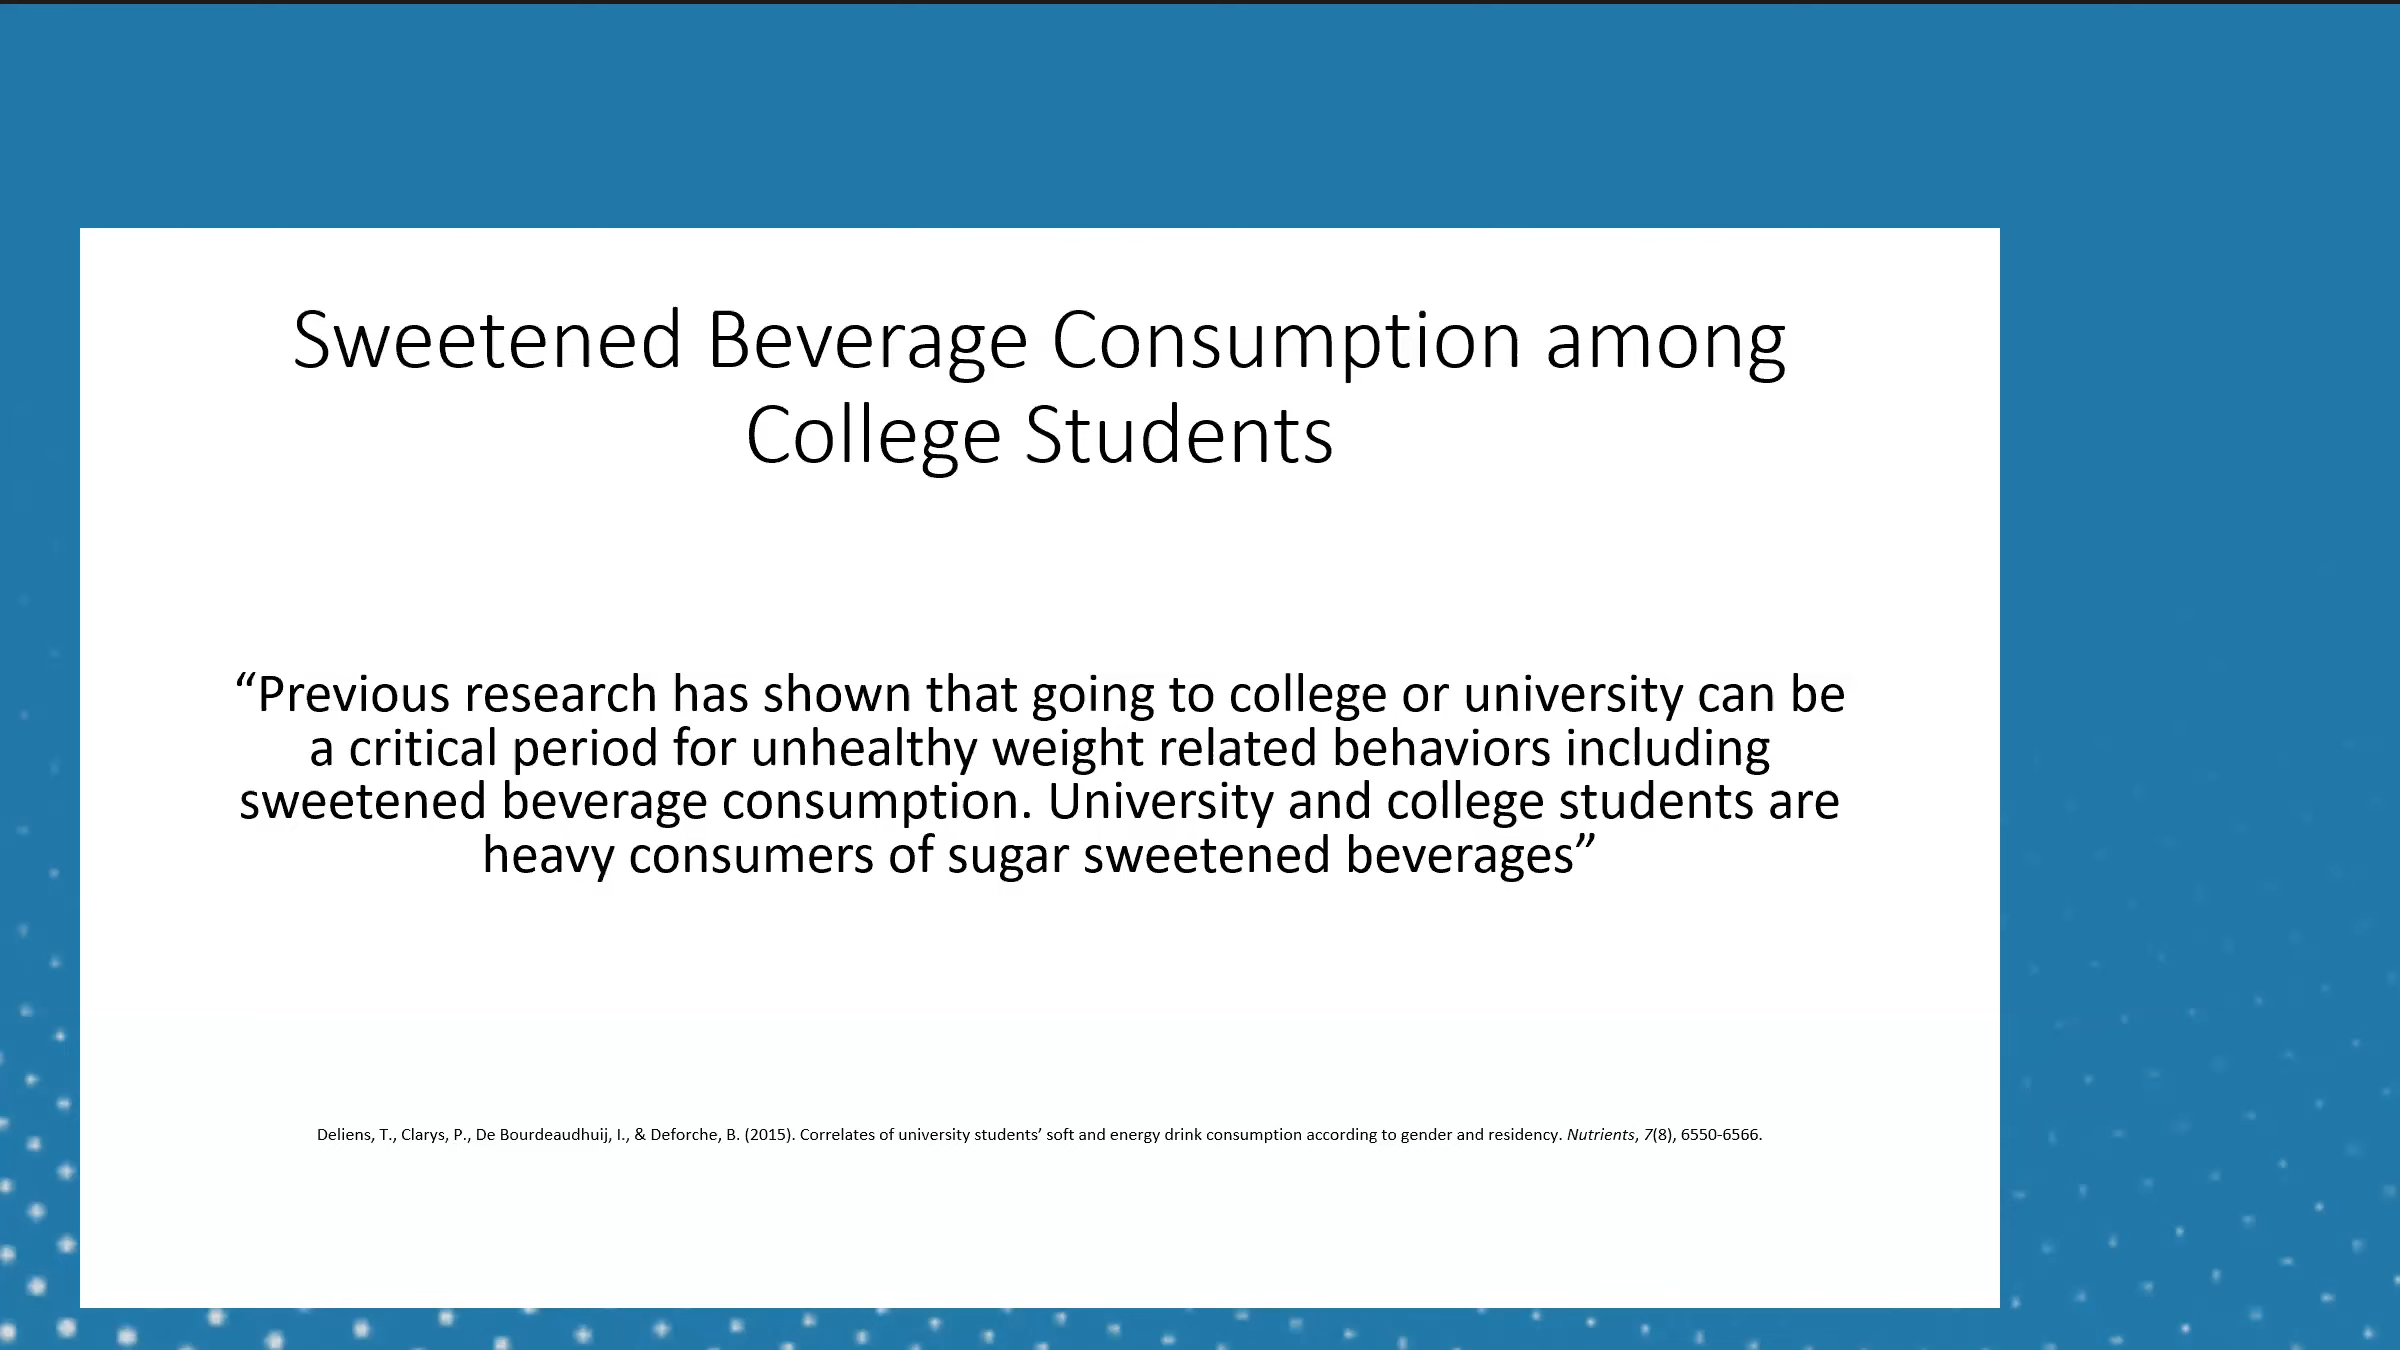 Sweetened Beverage Consumption among
College Students
“Previous research has shown that going to college or university can be
a critical period for unhealthy weight related behaviors including
sweetened beverage consumption. University and college students are
heavy consumers of sugar sweetened beverages”
Deliens, T., Clarys, P., De Bourdeaudhuij, I., & Deforche, B. (2015). Correlates of university students’ soft and energy drink consumption according to gender and residency. Nutrients, 7(8), 6550-6566.